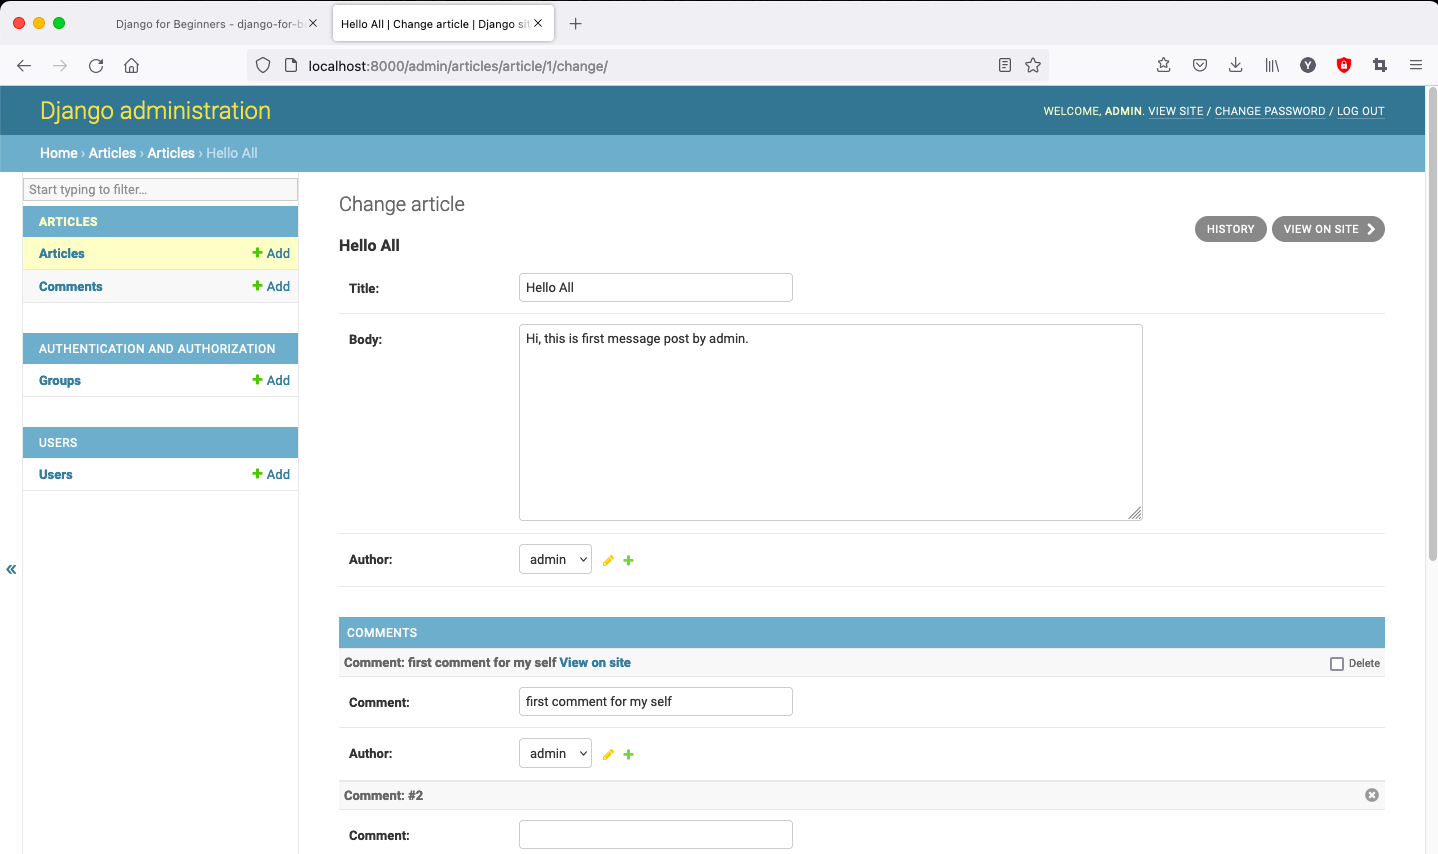 Django for Beginners - django-for-b
Hello All | Change article | Django sit
localhost:8000/admin/articles/article/1/change/
Y
Django administration
WELCOME, ADMIN. VIEW SITE / CHANGE PASSWORD / LOG OUT
Home › Articles › Articles › Hello All
Start typing to filter...
ARTICLES
Articles
Add
Comments
Add
AUTHENTICATION AND AUTHORIZATION
Groups
Add
USERS
Users
Add
«
Change article
HISTORY
VIEW ON SITE
Hello All
Title:
Hello All
Body:
Hi, this is first message post by admin.
Author:
admin
COMMENTS
Comment: first comment for my self View on site
Delete
Comment:
first comment for my self
Author:
admin
Comment: #2
Comment: